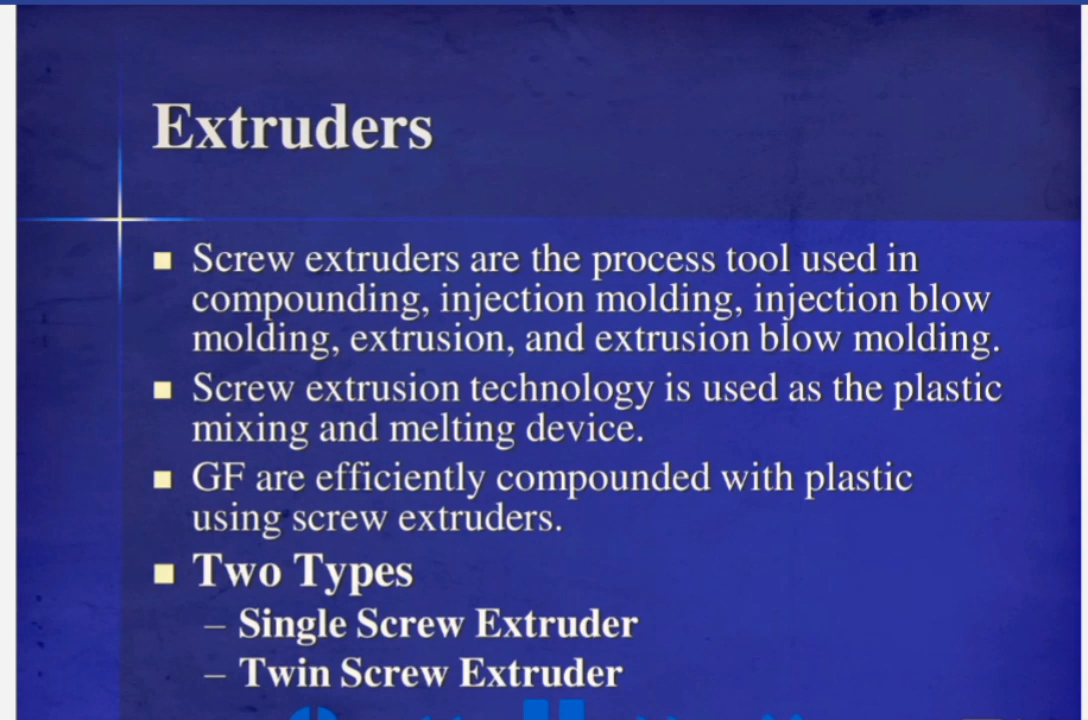 Extruders
■ Screw extruders are the process tool used in
compounding, injection molding, injection blow
molding, extrusion, and extrusion blow molding.
■ Screw extrusion technology is used as the plastic
mixing and melting device.
■ GF are efficiently compounded with plastic
using screw extruders.
■ Two Types
– Single Screw Extruder
– Twin Screw Extruder